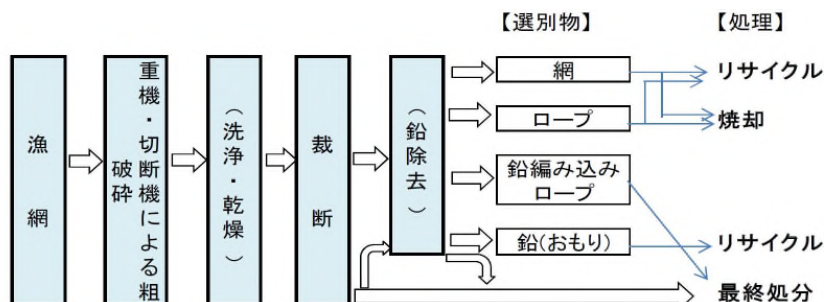 【選別物】
【処理】
漁網
重機・切断機による粗
破砕
（洗浄・乾燥）
裁断
（鉛除去）
網
ロープ
鉛編み込み
ロープ
鉛(おもり)
リサイクル
焼却
リサイクル
最終処分